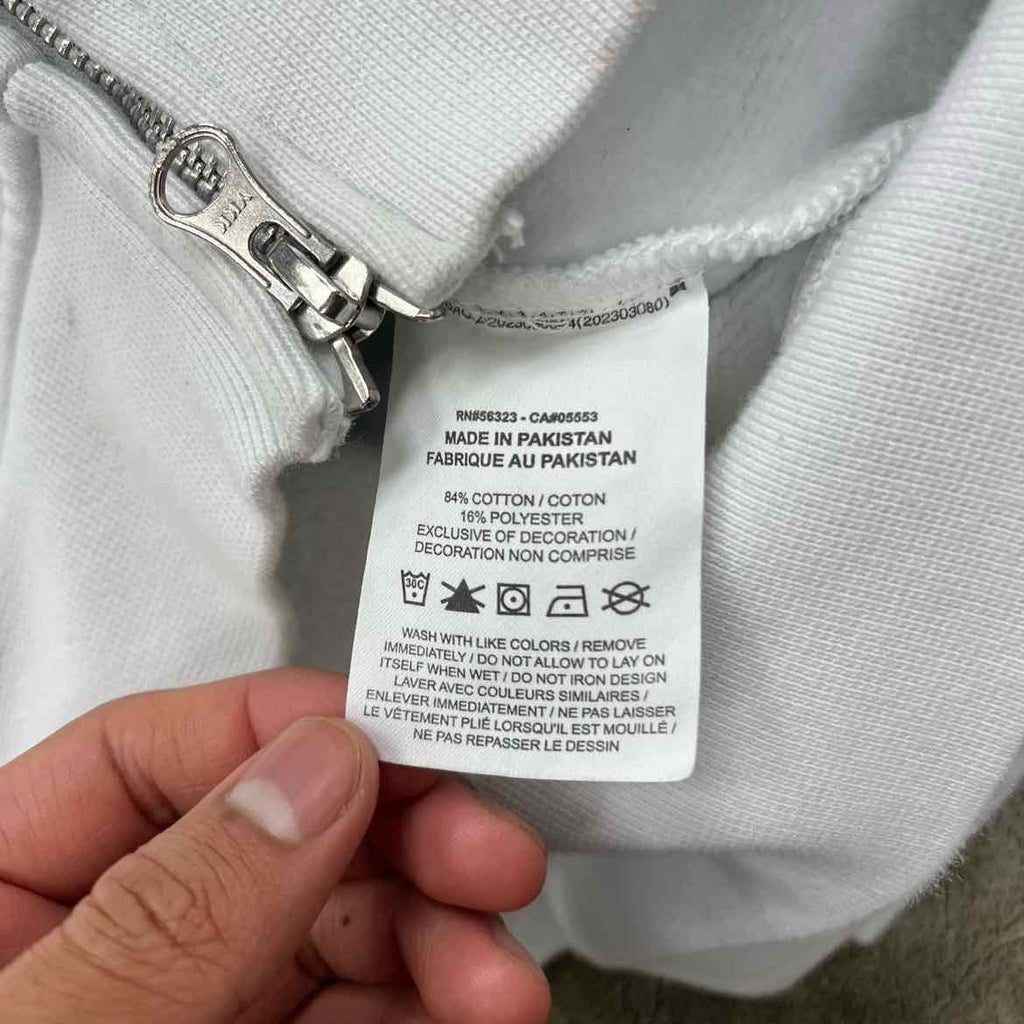 (202303080)
RN#56323 - CA#05553
MADE IN PAKISTAN
FABRIQUE AU PAKISTAN
84% COTTON / COTON
16% POLYESTER
EXCLUSIVE OF DECORATION /
DECORATION NON COMPRISE
30C
WASH WITH LIKE COLORS / REMOVE
IMMEDIATELY / DO NOT ALLOW TO LAY ON
ITSELF WHEN WET / DO NOT IRON DESIGN
LAVER AVEC COULEURS SIMILAIRES /
ENLEVER IMMEDIATEMENT / NE PAS LAISSER
LE VÊTEMENT PLIÉ LORSQU'IL EST MOUILLÉ /
NE PAS REPASSER LE DESSIN